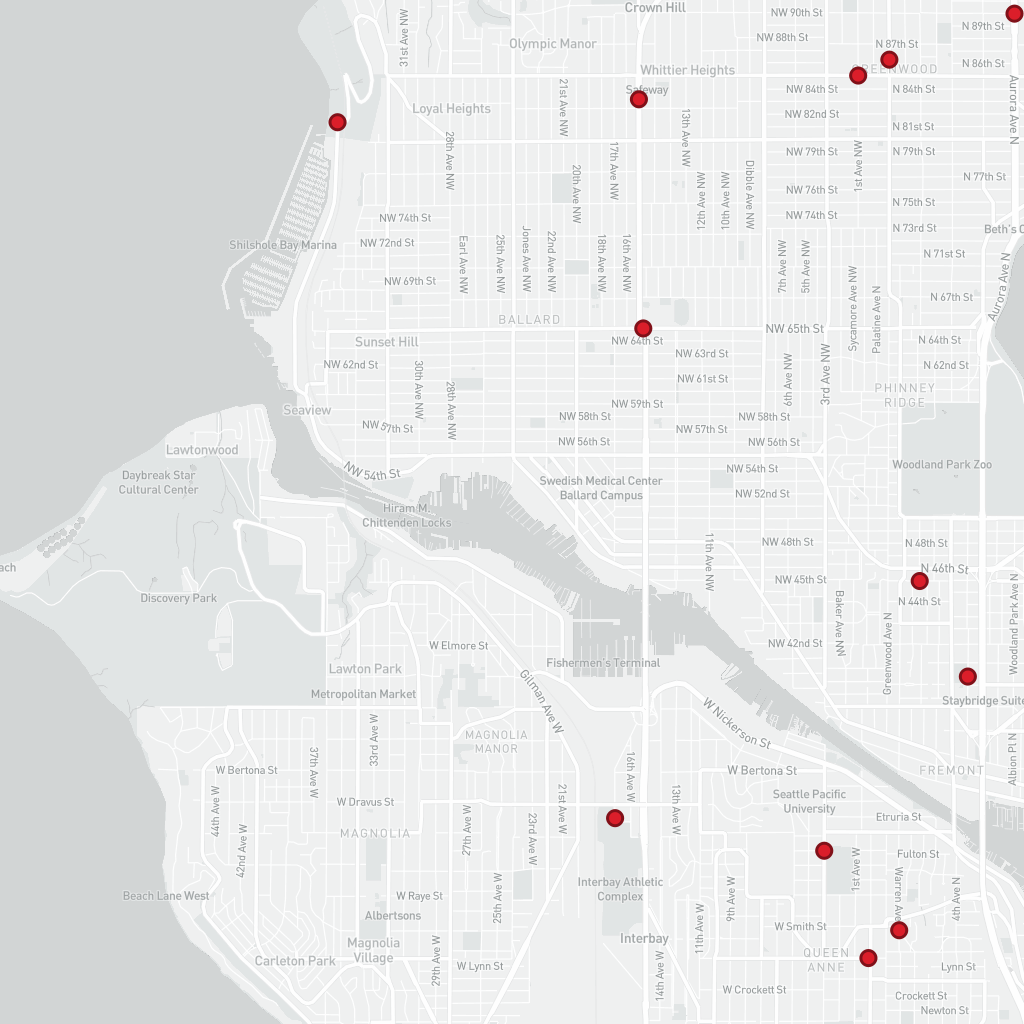 Crown Hill
NW 90th St
N 89th St
31st Ave NW
NW 88th St
Olympic Manor
N 87th St
N 86th St
Whittier Heights
GREENWOOD
Safeway
NW 84th St
N 84th St
Aurora Ave N
21st Ave NW
Loyal Heights
NW 82nd St
N 81st St
13th Ave NW
28th Ave NW
NW 79th St
N 79th St
17th Ave NW
1st Ave NW
N 77th St
20th Ave NW
Dibble Ave NW
12th Ave NW
10th Ave NW
NW 76th St
N 75th St
NW 74th St
NW 74th St
N 73rd St
Beth's C
Shilshole Bay Marina
NW 72nd St
N 71st St
Earl Ave NW
25th Ave NW
Jones Ave NW
22nd Ave NW
18th Ave NW
16th Ave NW
7th Ave NW
5th Ave NW
NW 69th St
Sycamore Ave NW
Palatine Ave N
N 67th St
Aurora Ave N
BALLARD
NW 65th St
Sunset Hill
NW 64th St
N 64th St
NW 63rd St
NW 62nd St
N 62nd St
30th Ave NW
28th Ave NW
NW 61st St
6th Ave NW
3rd Ave NW
PHINNEY
RIDGE
Seaview
NW 59th St
NW 58th St
NW 58th St
NW 57th St
NW 57th St
NW 56th St
NW 56th St
Lawtonwood
NW 54th St
NW 54th St
Woodland Park Zoo
Daybreak Star
Cultural Center
Swedish Medical Center
Ballard Campus
NW 52nd St
Hiram M.
Chittenden Locks
NW 48th St
N 48th St
11th Ave NW
ach
N 46th St
NW 45th St
Discovery Park
N 44th St
Baker Ave NW
Greenwood Ave N
Woodland Park Ave N
W Elmore St
NW 42nd St
Fishermen's Terminal
Lawton Park
Metropolitan Market
Gilman Ave W
Staybridge Suite
W Nickerson St
33rd Ave W
MAGNOLIA
MANOR
37th Ave W
W Bertona St
W Bertona St
16th Ave W
FREMONT
Albion Pl N
44th Ave W
W Dravus St
21st Ave W
13th Ave W
Seattle Pacific
University
Etruria St
MAGNOLIA
27th Ave W
23rd Ave W
42nd Ave W
Fulton St
1st Ave W
Beach Lane West
W Raye St
25th Ave W
Interbay Athletic
Complex
9th Ave W
Warren Ave
4th Ave N
Albertsons
11th Ave W
W Smith St
Magnolia
Village
Interbay
QUEEN
ANNE
Carleton Park
29th Ave W
W Lynn St
14th Ave W
Lynn St
W Crockett St
Crockett St
Newton St